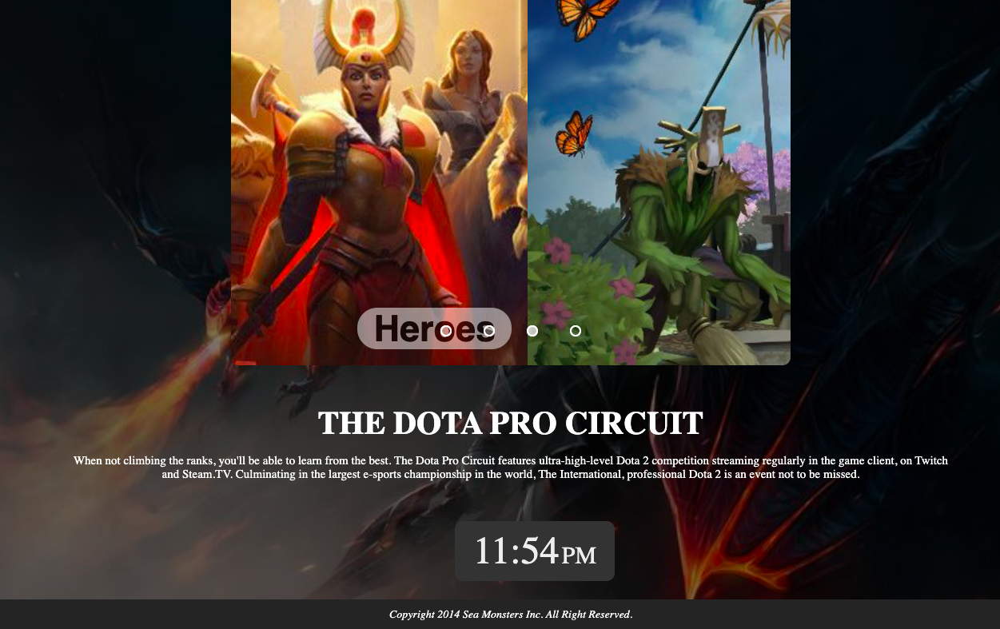 Heroes
THE DOTA PRO CIRCUIT
When not climbing the ranks, you'll be able to learn from the best. The Dota Pro Circuit features ultra-high-level Dota 2 competition streaming regularly in the game client, on Twitch
and Steam.TV. Culminating in the largest e-sports championship in the world, The International, professional Dota 2 is an event not to be missed.
11:54PM
Copyright 2014 Sea Monsters Inc. All Right Reserved.